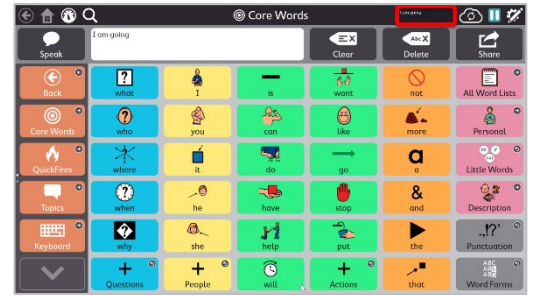 Core Words
I am going
I am going
Speak
Clear
Abc X
Delete
Share
Back
what
I
is
want
not
All Word Lists
Core Words
who
you
can
like
more
Personal
QuickFires
where
it
do
go
a
a
Little Words
Topics
when
he
have
stop
&
and
Description
Keyboard
why
she
help
put
the
.,!?'
Punctuation
Questions
People
will
Actions
that
Word Forms